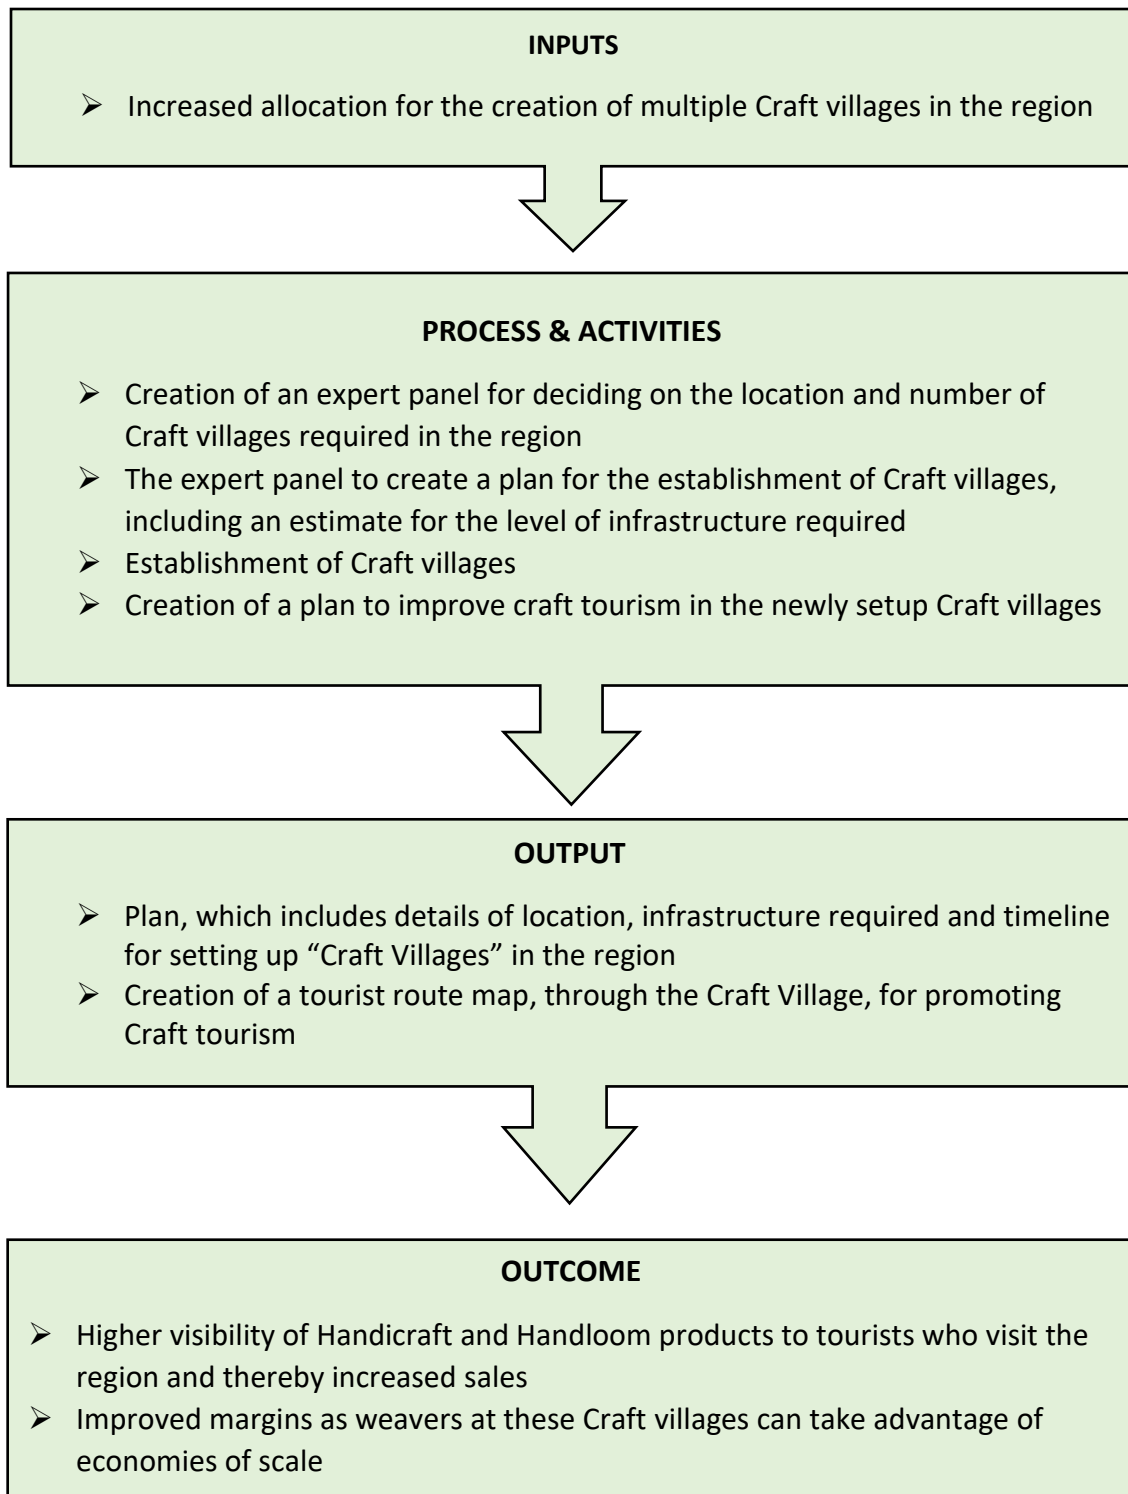 INPUTS
➢ Increased allocation for the creation of multiple Craft villages in the region
PROCESS & ACTIVITIES
➢ Creation of an expert panel for deciding on the location and number of
Craft villages required in the region
➢ The expert panel to create a plan for the establishment of Craft villages,
including an estimate for the level of infrastructure required
➢ Establishment of Craft villages
➢ Creation of a plan to improve craft tourism in the newly setup Craft villages
OUTPUT
➢ Plan, which includes details of location, infrastructure required and timeline
for setting up “Craft Villages” in the region
➢ Creation of a tourist route map, through the Craft Village, for promoting
Craft tourism
OUTCOME
➢ Higher visibility of Handicraft and Handloom products to tourists who visit the
region and thereby increased sales
➢ Improved margins as weavers at these Craft villages can take advantage of
economies of scale